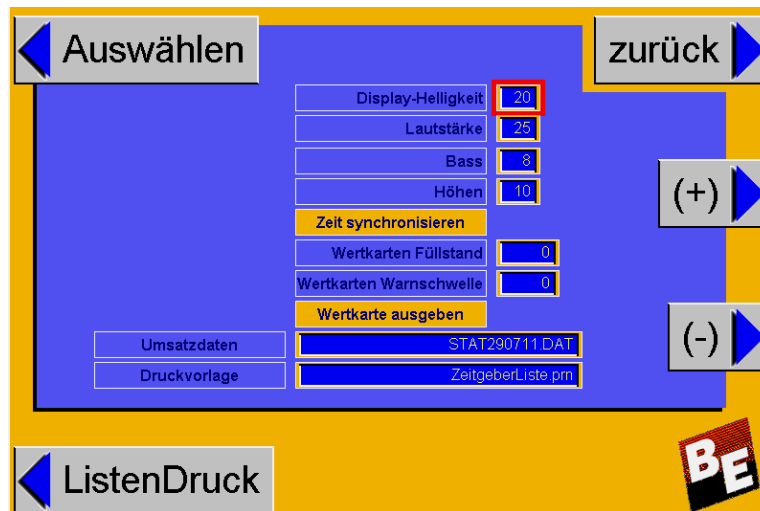 Auswählen
zurück
Display-Helligkeit 20
Lautstärke 25
Bass 8
Höhen 10
(+)
Zeit synchronisieren
Wertkarten Füllstand 0
Wertkarten Warnschwelle 0
Wertkarte ausgeben
(-)
Umsatzdaten STAT290711.DAT
Druckvorlage ZeitgeberListe.prn
ListenDruck
BE